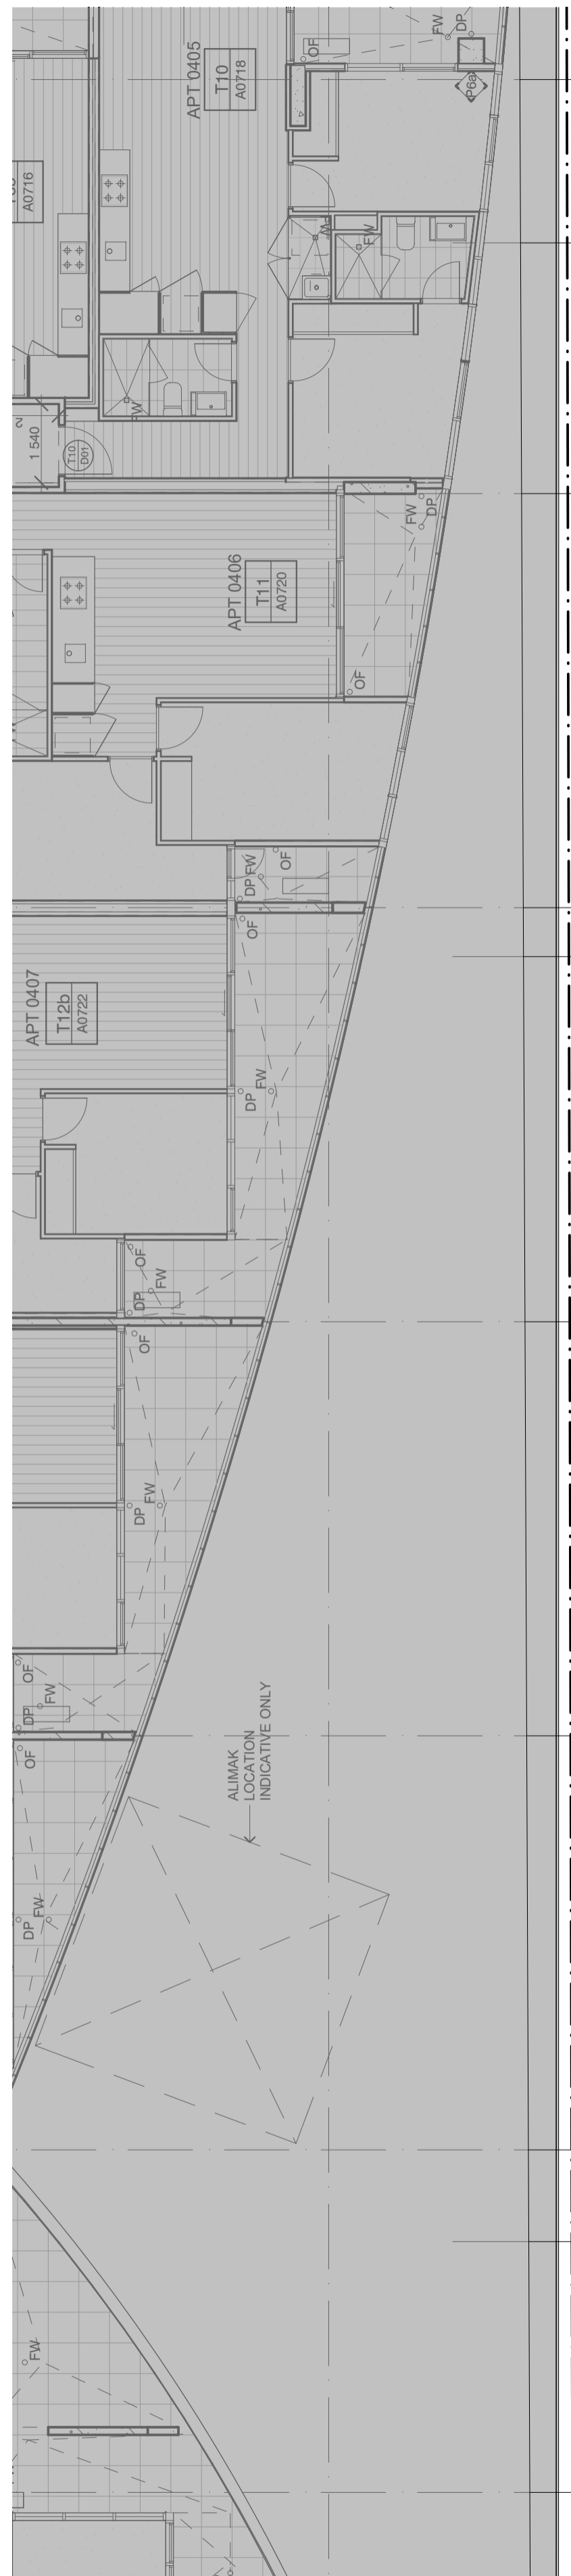 FW
DP
OF
P6a
APT 0405
T10
A0718
A0716
FW
2
1 540
T10
D01
FW
DP
APT 0406
T11
A0720
OF
OF
DP FW
OF
APT 0407
T12b
A0722
DP FW
OF
DP FW
OF
DP FW
OF
DP FW
OF
ALIMAK
LOCATION
INDICATIVE ONLY
DP FW
FW